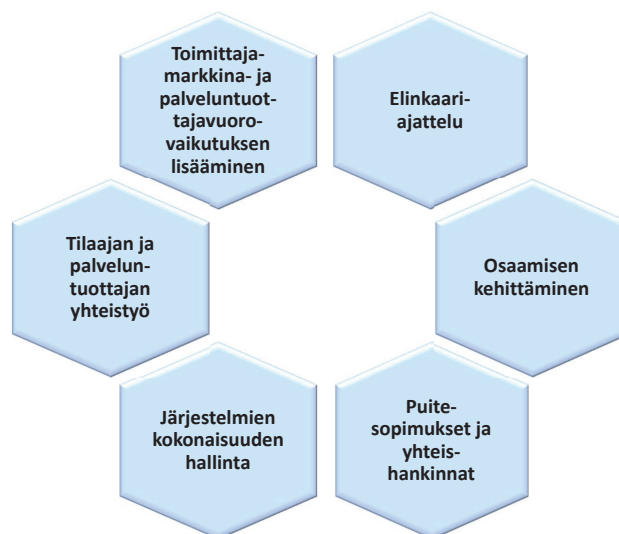 Toimittaja-
markkina- ja
palveluntuot-
tajavuoro-
vaikutuksen
lisääminen
Elinkaari-
ajattelu
Tilaajan ja
palvelun-
tuottajan
yhteistyö
Osaamisen
kehittäminen
Järjestelmien
kokonaisuuden
hallinta
Puite-
sopimukset ja
yhteis-
hankinnat